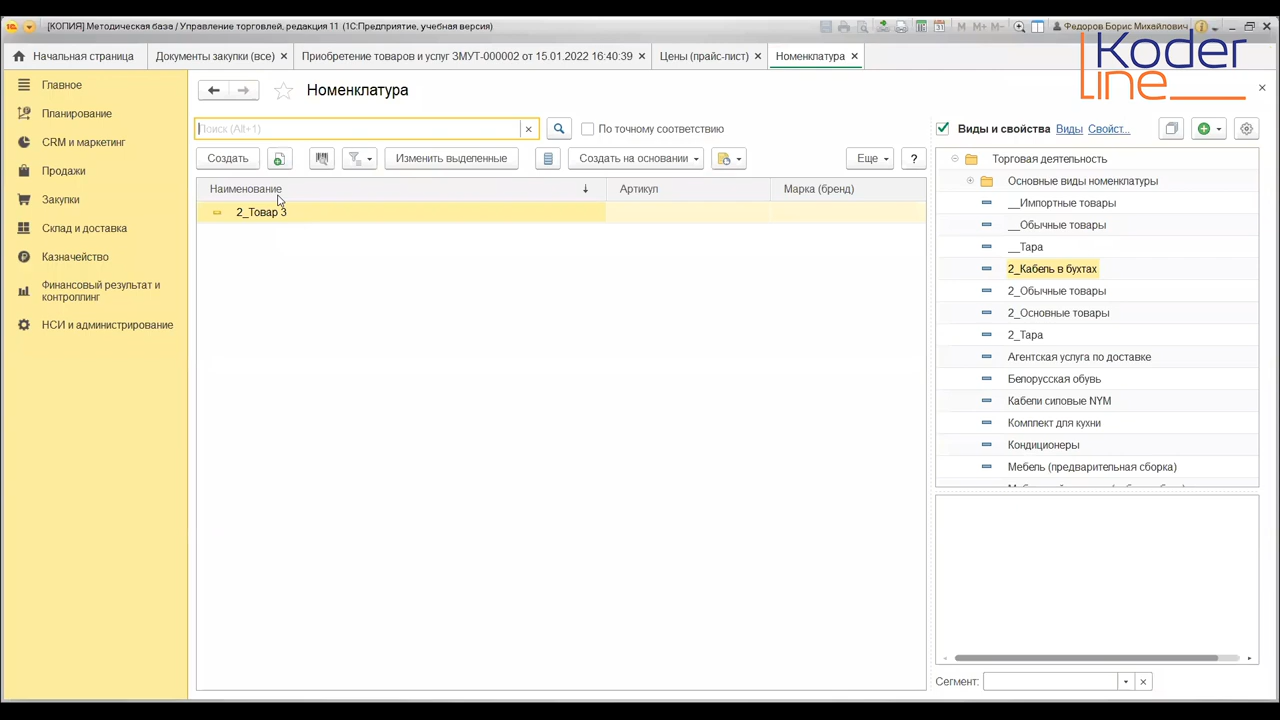 [КОПИЯ] Методическая база / Управление торговлей, редакция 11 (1С:Предприятие, учебная версия)
M M+ M-
Федоров Борис Михайлович
Начальная страница
Документы закупки (все) ×
Приобретение товаров и услуг ЗМУТ-000002 от 15.01.2022 16:40:39 ×
Цены (прайс-лист) ×
Номенклатура ×
Koder
line
Главное
Планирование
CRM и маркетинг
Продажи
Закупки
Склад и доставка
Казначейство
Финансовый результат и
контроллинг
НСИ и администрирование
Номенклатура
Поиск (Alt+1)
По точному соответствию
Создать
Изменить выделенные
Создать на основании
Еще
?
Наименование
Артикул
Марка (бренд)
2_Товар 3
Виды и свойства Виды Свойст...
Торговая деятельность
Основные виды номенклатуры
__Импортные товары
__Обычные товары
__Тара
2_Кабель в бухтах
2_Обычные товары
2_Основные товары
2_Тара
Агентская услуга по доставке
Белорусская обувь
Кабели силовые NYM
Комплект для кухни
Кондиционеры
Мебель (предварительная сборка)
Сегмент: